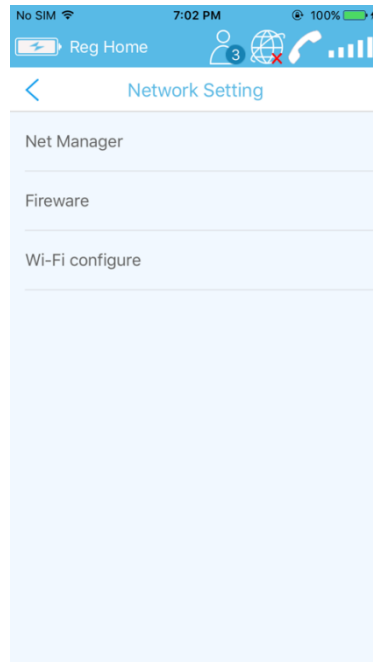 No SIM 7:02 PM 100%
Reg Home 3
Network Setting
Net Manager
Fireware
Wi-Fi configure